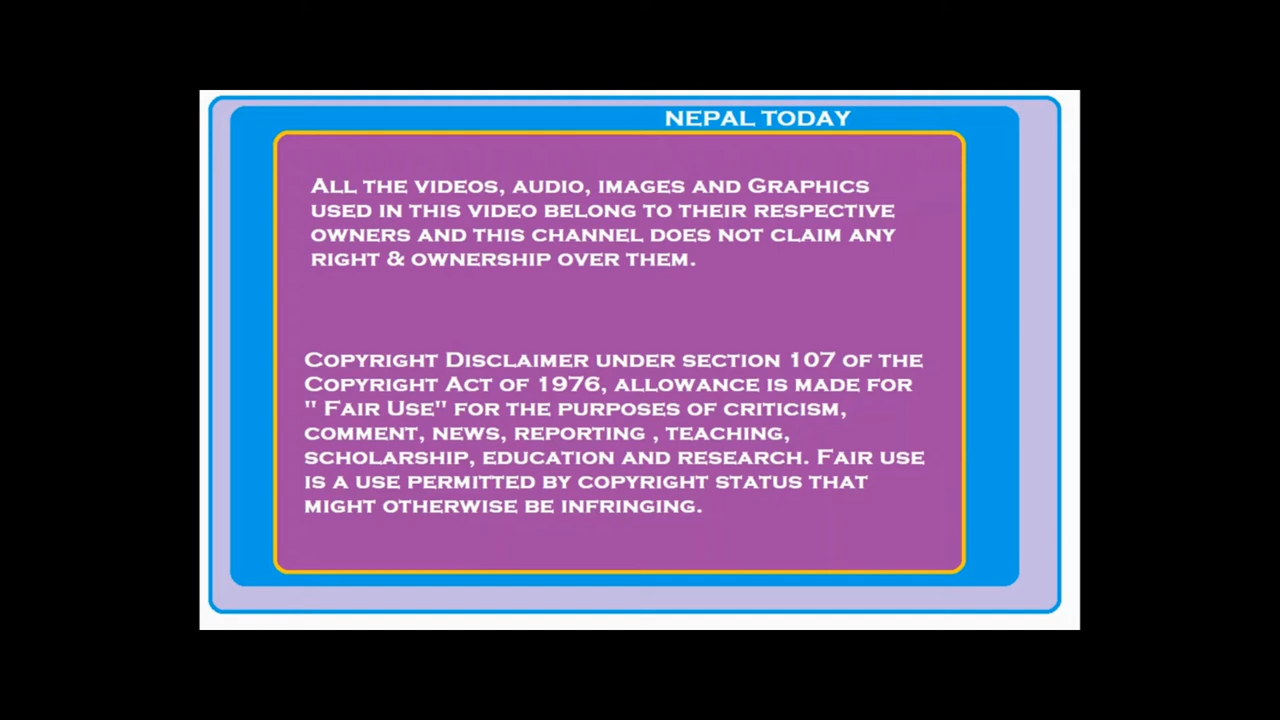 NEPAL TODAY
ALL THE VIDEOS, AUDIO, IMAGES AND GRAPHICS
USED IN THIS VIDEO BELONG TO THEIR RESPECTIVE
OWNERS AND THIS CHANNEL DOES NOT CLAIM ANY
RIGHT & OWNERSHIP OVER THEM.
COPYRIGHT DISCLAIMER UNDER SECTION 107 OF THE
COPYRIGHT ACT OF 1976, ALLOWANCE IS MADE FOR
" FAIR USE" FOR THE PURPOSES OF CRITICISM,
COMMENT, NEWS, REPORTING , TEACHING,
SCHOLARSHIP, EDUCATION AND RESEARCH. FAIR USE
IS A USE PERMITTED BY COPYRIGHT STATUS THAT
MIGHT OTHERWISE BE INFRINGING.